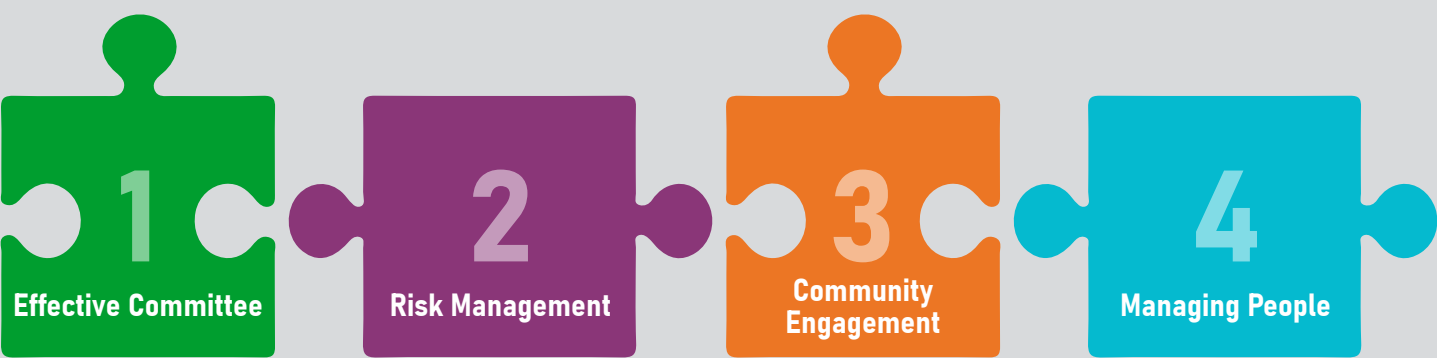 1
Effective Committee
2
Risk Management
3
Community
Engagement
4
Managing People